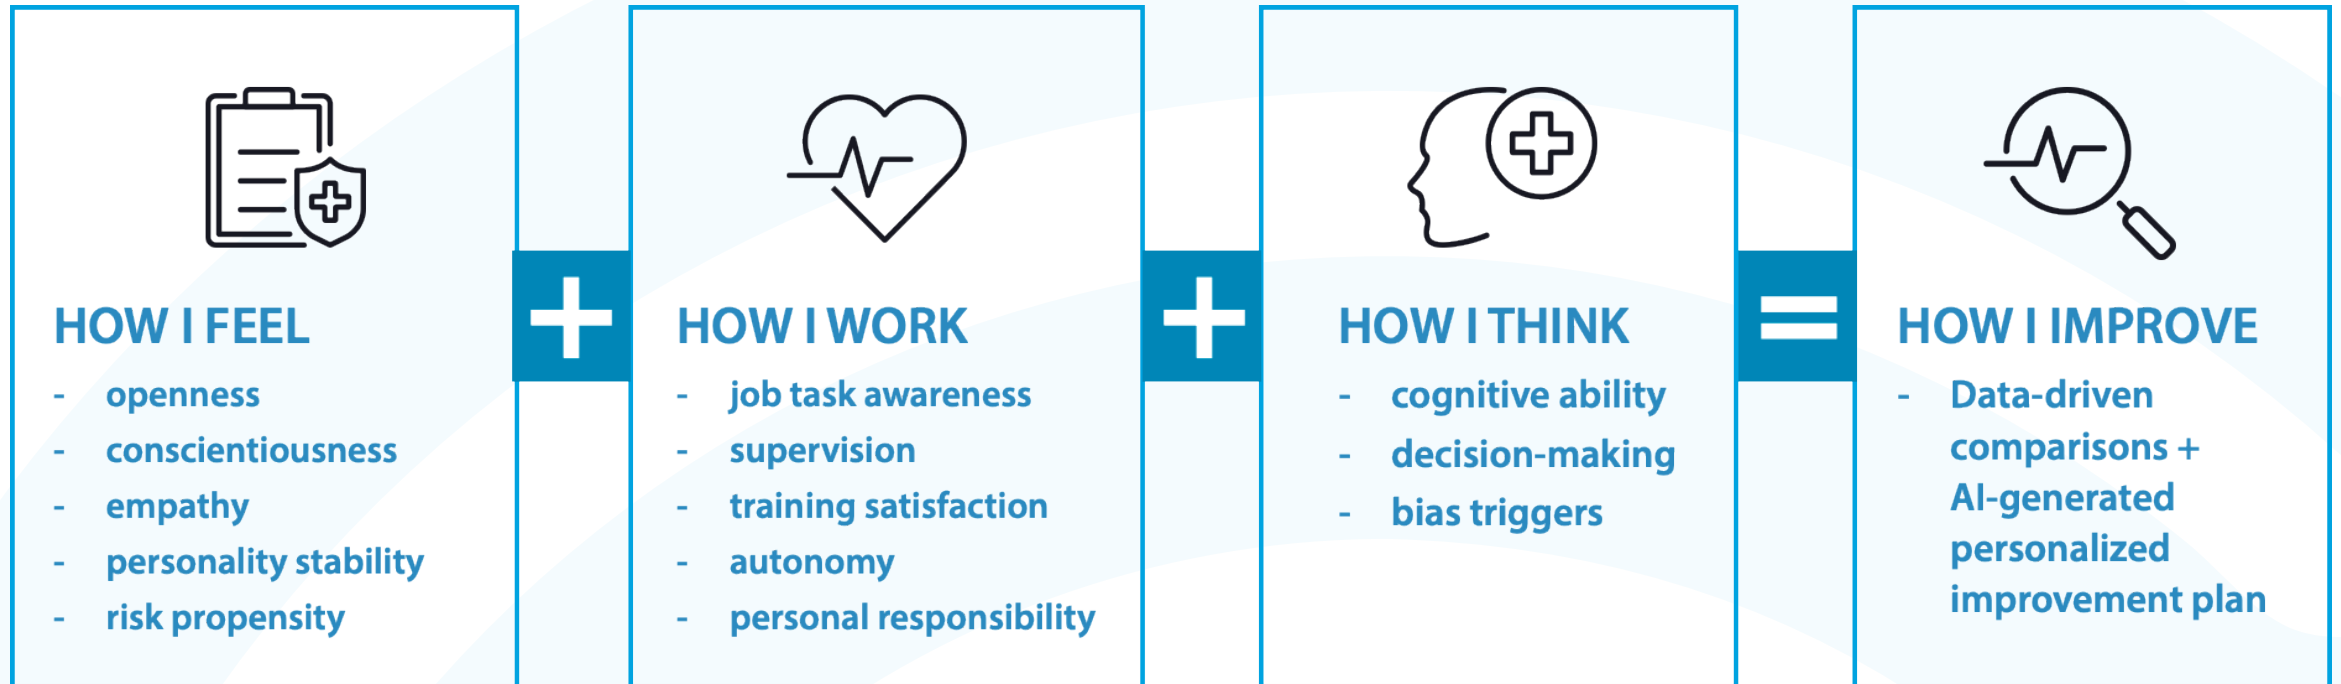 HOW I FEEL
- openness
- conscientiousness
- empathy
- personality stability
- risk propensity
+
HOW I WORK
- job task awareness
- supervision
- training satisfaction
- autonomy
- personal responsibility
+
HOW I THINK
- cognitive ability
- decision-making
- bias triggers
=
HOW I IMPROVE
- Data-driven
comparisons +
AI-generated
personalized
improvement plan